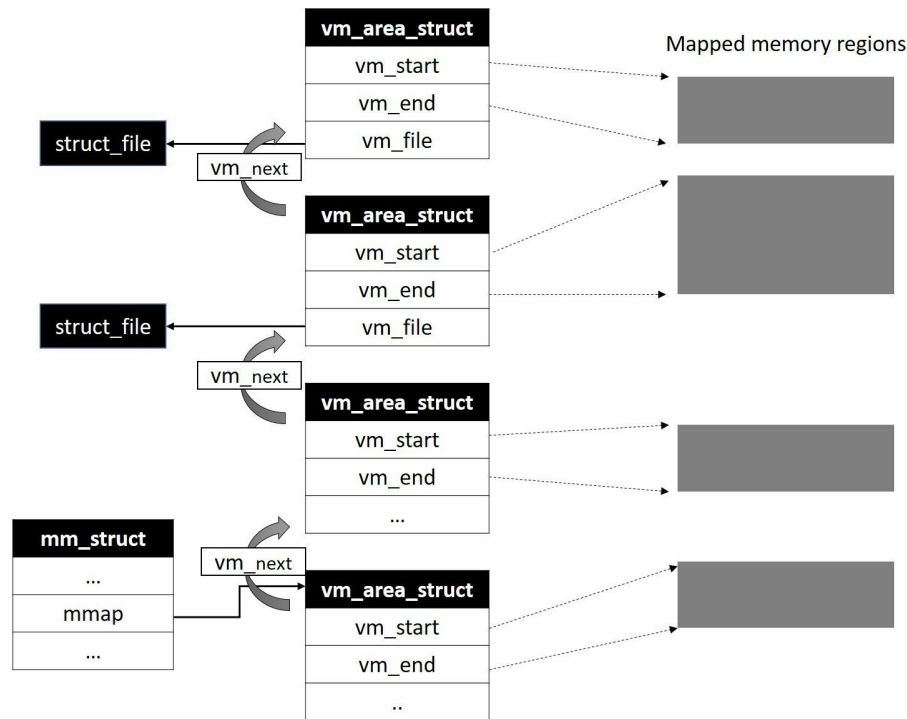 vm_area_struct
vm_start
vm_end
vm_file
Mapped memory regions
struct_file
vm_next
vm_area_struct
vm_start
vm_end
vm_file
struct_file
vm_next
vm_area_struct
vm_start
vm_end
...
mm_struct
...
mmap
...
vm_next
vm_area_struct
vm_start
vm_end
..